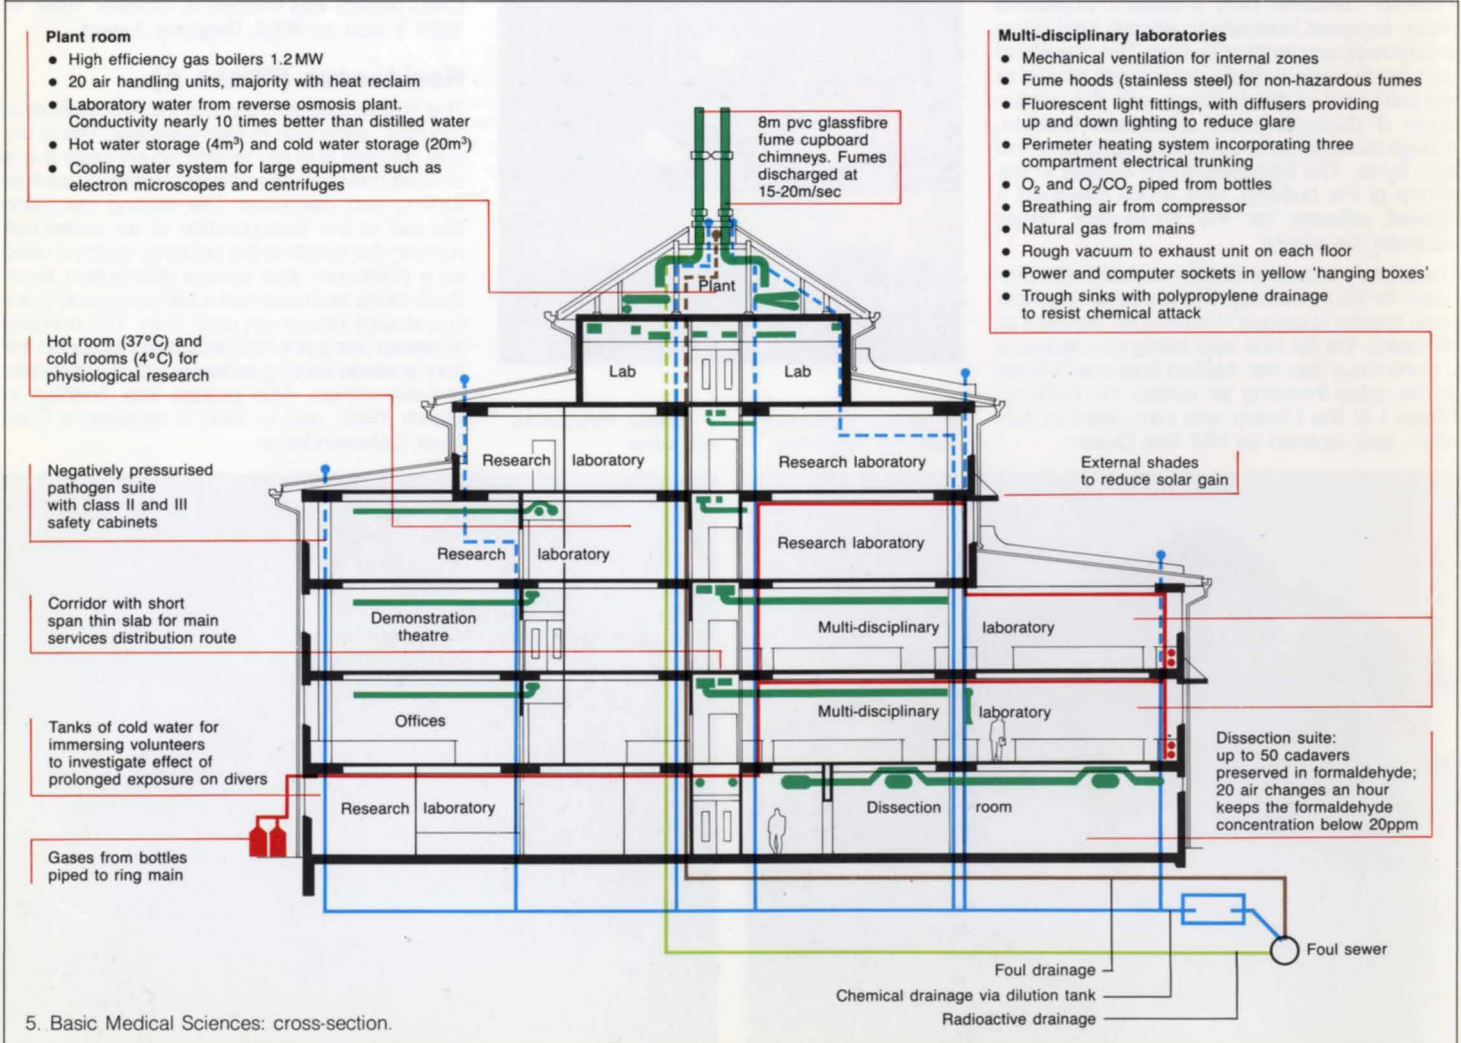 Plant room
● High efficiency gas boilers 1.2 MW
● 20 air handling units, majority with heat reclaim
● Laboratory water from reverse osmosis plant.
Conductivity nearly 10 times better than distilled water
● Hot water storage (4m³) and cold water storage (20m³)
● Cooling water system for large equipment such as
electron microscopes and centrifuges
8m pvc glassfibre
fume cupboard
chimneys. Fumes
discharged at
15-20m/sec
Multi-disciplinary laboratories
● Mechanical ventilation for internal zones
● Fume hoods (stainless steel) for non-hazardous fumes
● Fluorescent light fittings, with diffusers providing
up and down lighting to reduce glare
● Perimeter heating system incorporating three
compartment electrical trunking
● O₂ and O₂/CO₂ piped from bottles
● Breathing air from compressor
● Natural gas from mains
● Rough vacuum to exhaust unit on each floor
● Power and computer sockets in yellow ‘hanging boxes’
● Trough sinks with polypropylene drainage
to resist chemical attack
Hot room (37°C) and
cold rooms (4°C) for
physiological research
Negatively pressurised
pathogen suite
with class II and III
safety cabinets
Corridor with short
span thin slab for main
services distribution route
Tanks of cold water for
immersing volunteers
to investigate effect of
prolonged exposure on divers
Gases from bottles
piped to ring main
Plant
Lab
Lab
Research laboratory
Research laboratory
Research laboratory
Research laboratory
Demonstration
theatre
Multi-disciplinary laboratory
Offices
Multi-disciplinary laboratory
Research laboratory
Dissection room
External shades
to reduce solar gain
Dissection suite:
up to 50 cadavers
preserved in formaldehyde;
20 air changes an hour
keeps the formaldehyde
concentration below 20ppm
Foul sewer
Foul drainage
Chemical drainage via dilution tank
Radioactive drainage
5. Basic Medical Sciences: cross-section.